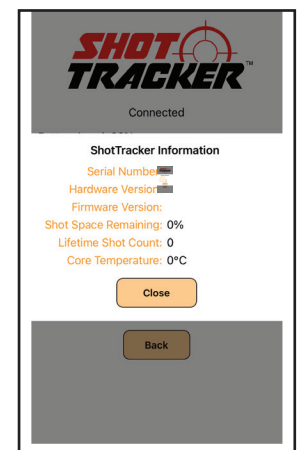 SHOT
TRACKER™
Connected
ShotTracker Information
Serial Number
Hardware Version
Firmware Version:
Shot Space Remaining: 0%
Lifetime Shot Count: 0
Core Temperature: 0°C
Close
Back